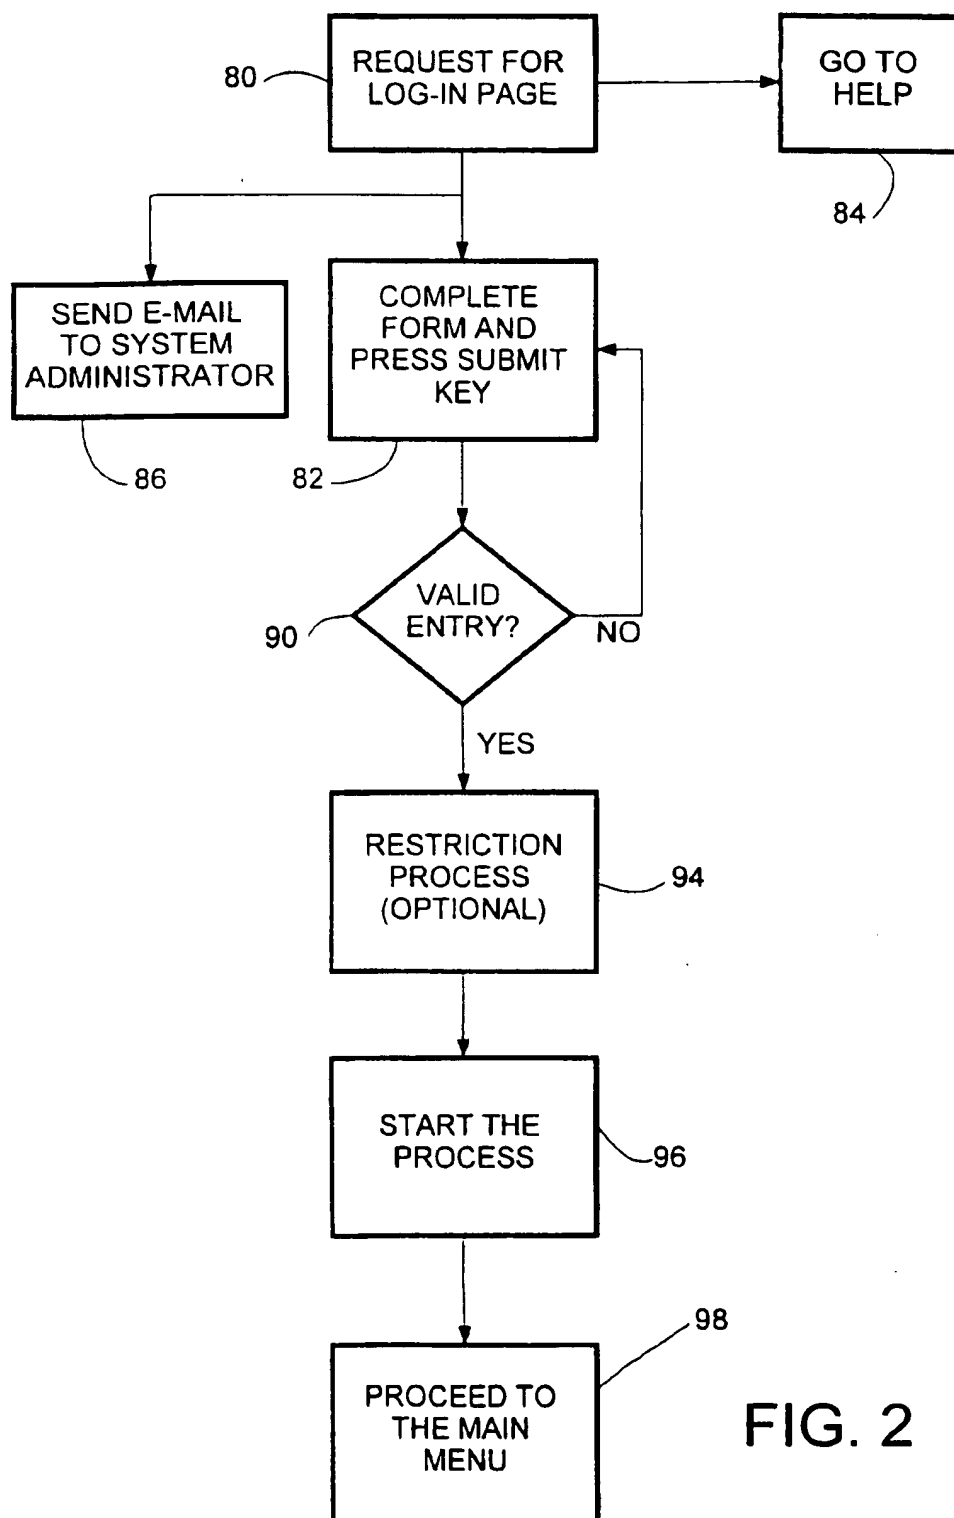 80
REQUEST FOR
LOG-IN PAGE
GO TO
HELP
84
SEND E-MAIL
TO SYSTEM
ADMINISTRATOR
86
COMPLETE
FORM AND
PRESS SUBMIT
KEY
82
VALID
ENTRY?
90
NO
YES
RESTRICTION
PROCESS
(OPTIONAL)
94
START THE
PROCESS
96
98
PROCEED TO
THE MAIN
MENU
FIG. 2